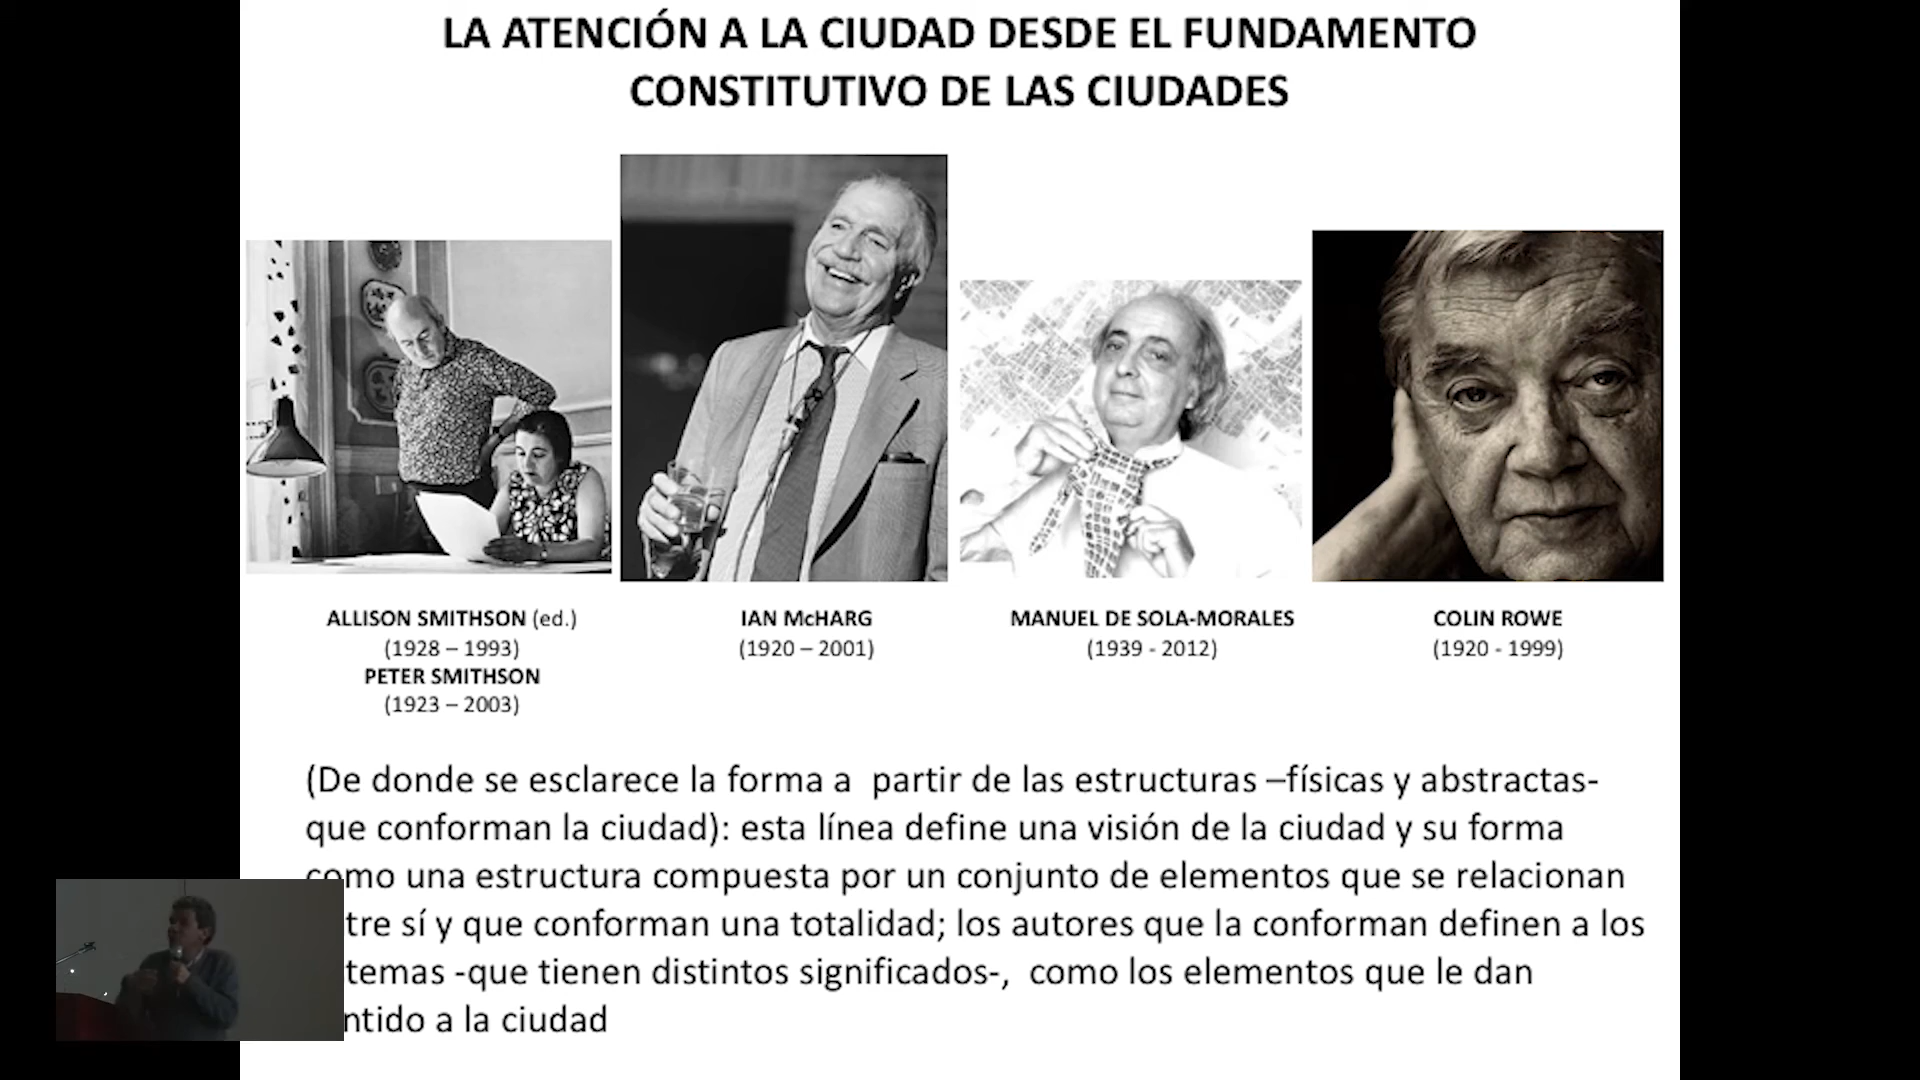 LA ATENCIÓN A LA CIUDAD DESDE EL FUNDAMENTO
CONSTITUTIVO DE LAS CIUDADES
ALLISON SMITHSON (ed.)
(1928 – 1993)
PETER SMITHSON
(1923 – 2003)
IAN McHARG
(1920 – 2001)
MANUEL DE SOLA-MORALES
(1939 - 2012)
COLIN ROWE
(1920 - 1999)
(De donde se esclarece la forma a  partir de las estructuras –físicas y abstractas-
que conforman la ciudad): esta línea define una visión de la ciudad y su forma
como una estructura compuesta por un conjunto de elementos que se relacionan
tre sí y que conforman una totalidad; los autores que la conforman definen a los
temas -que tienen distintos significados-,  como los elementos que le dan
ntido a la ciudad